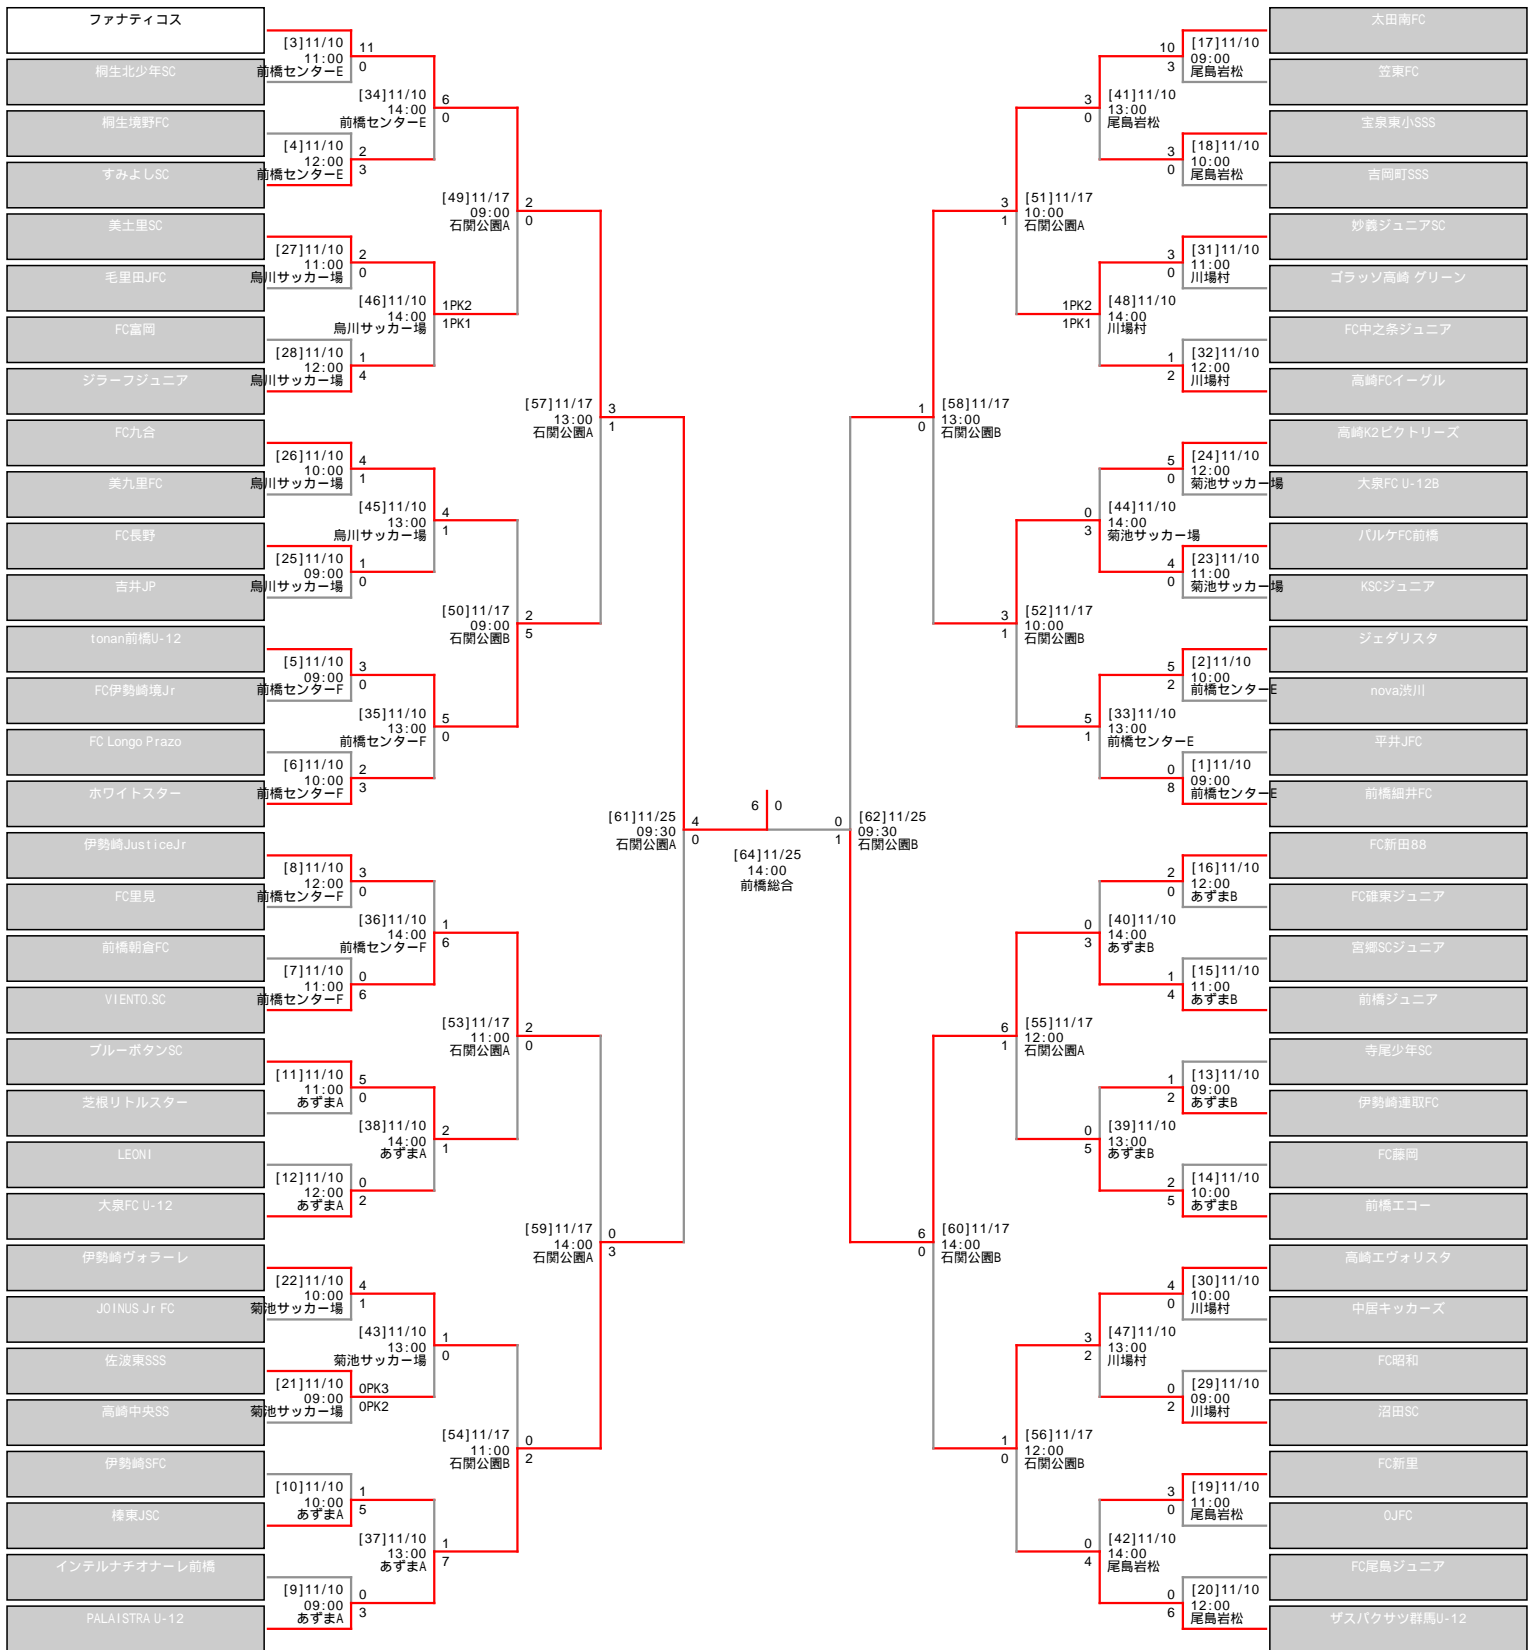 ファナティコス
桐生北少年SC
桐生境野FC
すみよしSC
美土里SC
毛里田JFC
FC富岡
ジラーフジュニア
FC九合
美九里FC
FC長野
吉井JP
tonan前橋U-12
FC伊勢崎境Jr
FC Longo Prazo
ホワイトスター
伊勢崎JusticeJr
FC里見
前橋朝倉FC
VIENTO.SC
ブルーボタンSC
芝根リトルスター
LEONI
大泉FC U-12
伊勢崎ヴォラーレ
JOINUS Jr FC
佐波東SSS
高崎中央SS
伊勢崎SFC
榛東JSC
インテルナチオナーレ前橋
PALAISTRA U-12
[3]11/10
11:00
前橋センターE
11
0
[4]11/10
12:00
前橋センターE
2
3
[27]11/10
11:00
烏川サッカー場
2
0
[28]11/10
12:00
烏川サッカー場
1
4
[26]11/10
10:00
烏川サッカー場
4
1
[25]11/10
09:00
烏川サッカー場
1
0
[5]11/10
09:00
前橋センターF
3
0
[6]11/10
10:00
前橋センターF
2
3
[8]11/10
12:00
前橋センターF
3
0
[7]11/10
11:00
前橋センターF
0
6
[11]11/10
11:00
あずまA
5
0
[12]11/10
12:00
あずまA
0
2
[22]11/10
10:00
菊池サッカー場
4
1
[21]11/10
09:00
菊池サッカー場
0PK3
0PK2
[10]11/10
10:00
あずまA
1
5
[9]11/10
09:00
あずまA
0
3
[34]11/10
14:00
前橋センターE
6
0
[46]11/10
14:00
烏川サッカー場
1PK2
1PK1
[45]11/10
13:00
烏川サッカー場
4
1
[35]11/10
13:00
前橋センターF
5
0
[36]11/10
14:00
前橋センターF
1
6
[38]11/10
14:00
あずまA
2
1
[43]11/10
13:00
菊池サッカー場
1
0
[37]11/10
13:00
あずまA
1
7
[49]11/17
09:00
石関公園A
2
0
[50]11/17
09:00
石関公園B
2
5
[53]11/17
11:00
石関公園A
2
0
[54]11/17
11:00
石関公園B
0
2
[57]11/17
13:00
石関公園A
3
1
[59]11/17
14:00
石関公園A
0
3
[61]11/25
09:30
石関公園A
4
0
6 0
[64]11/25
14:00
前橋総合
0
1
[62]11/25
09:30
石関公園B
1
0
[58]11/17
13:00
石関公園B
6
0
[60]11/17
14:00
石関公園B
3
1
[51]11/17
10:00
石関公園A
3
1
[52]11/17
10:00
石関公園B
6
1
[55]11/17
12:00
石関公園A
1
0
[56]11/17
12:00
石関公園B
3
0
[41]11/10
13:00
尾島岩松
1PK2
1PK1
[48]11/10
14:00
川場村
0
3
[44]11/10
14:00
菊池サッカー場
5
1
[33]11/10
13:00
前橋センターE
0
3
[40]11/10
14:00
あずまB
0
5
[39]11/10
13:00
あずまB
3
2
[47]11/10
13:00
川場村
0
4
[42]11/10
14:00
尾島岩松
10
3
[17]11/10
09:00
尾島岩松
3
0
[18]11/10
10:00
尾島岩松
3
0
[31]11/10
11:00
川場村
1
2
[32]11/10
12:00
川場村
5
0
[24]11/10
12:00
菊池サッカー場
4
0
[23]11/10
11:00
菊池サッカー場
5
2
[2]11/10
10:00
前橋センターE
0
8
[1]11/10
09:00
前橋センターE
2
0
[16]11/10
12:00
あずまB
1
4
[15]11/10
11:00
あずまB
1
2
[13]11/10
09:00
あずまB
2
5
[14]11/10
10:00
あずまB
4
0
[30]11/10
10:00
川場村
0
2
[29]11/10
09:00
川場村
3
0
[19]11/10
11:00
尾島岩松
0
6
[20]11/10
12:00
尾島岩松
太田南FC
笠東FC
宝泉東小SSS
吉岡町SSS
妙義ジュニアSC
ゴラッソ高崎 グリーン
FC中之条ジュニア
高崎FCイーグル
高崎K2ビクトリーズ
大泉FC U-12B
パルケFC前橋
KSCジュニア
ジェダリスタ
nova渋川
平井JFC
前橋細井FC
FC新田88
FC碓東ジュニア
宮郷SCジュニア
前橋ジュニア
寺尾少年SC
伊勢崎連取FC
FC藤岡
前橋エコー
高崎エヴォリスタ
中居キッカーズ
FC昭和
沼田SC
FC新里
OJFC
FC尾島ジュニア
ザスパクサツ群馬U-12